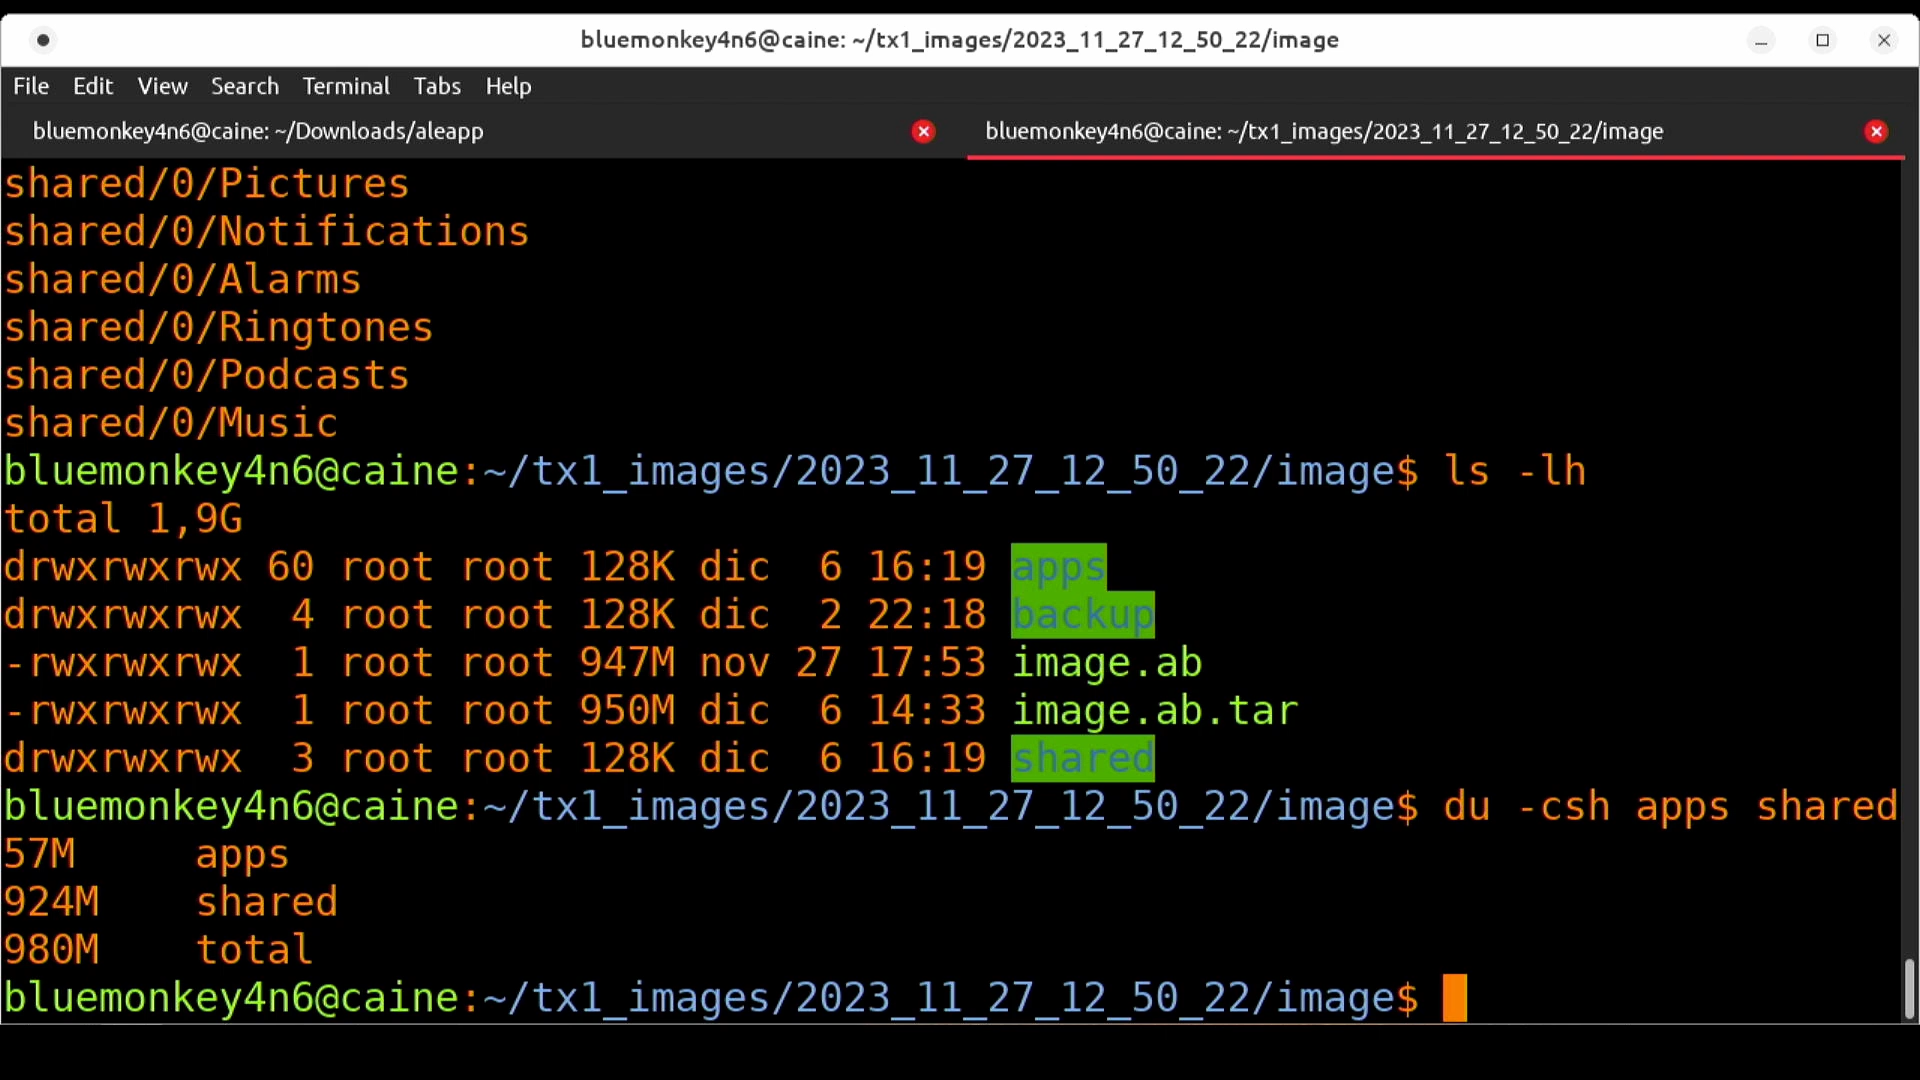 bluemonkey4n6@caine: ~/tx1_images/2023_11_27_12_50_22/image
File Edit View Search Terminal Tabs Help
bluemonkey4n6@caine: ~/Downloads/aleapp
bluemonkey4n6@caine: ~/tx1_images/2023_11_27_12_50_22/image
shared/0/Pictures
shared/0/Notifications
shared/0/Alarms
shared/0/Ringtones
shared/0/Podcasts
shared/0/Music
bluemonkey4n6@caine:~/tx1_images/2023_11_27_12_50_22/image$ ls -lh
total 1,9G
drwxrwxrwx 60 root root 128K dic  6 16:19 apps
drwxrwxrwx  4 root root 128K dic  2 22:18 backup
-rwxrwxrwx  1 root root 947M nov 27 17:53 image.ab
-rwxrwxrwx  1 root root 950M dic  6 14:33 image.ab.tar
drwxrwxrwx  3 root root 128K dic  6 16:19 shared
bluemonkey4n6@caine:~/tx1_images/2023_11_27_12_50_22/image$ du -csh apps shared
57M     apps
924M    shared
980M    total
bluemonkey4n6@caine:~/tx1_images/2023_11_27_12_50_22/image$